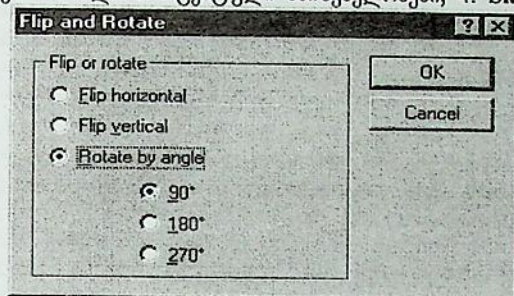 Flip and Rotate ? ×
Flip or rotate
Flip horizontal
Flip vertical
Rotate by angle
90°
180°
270°
OK
Cancel